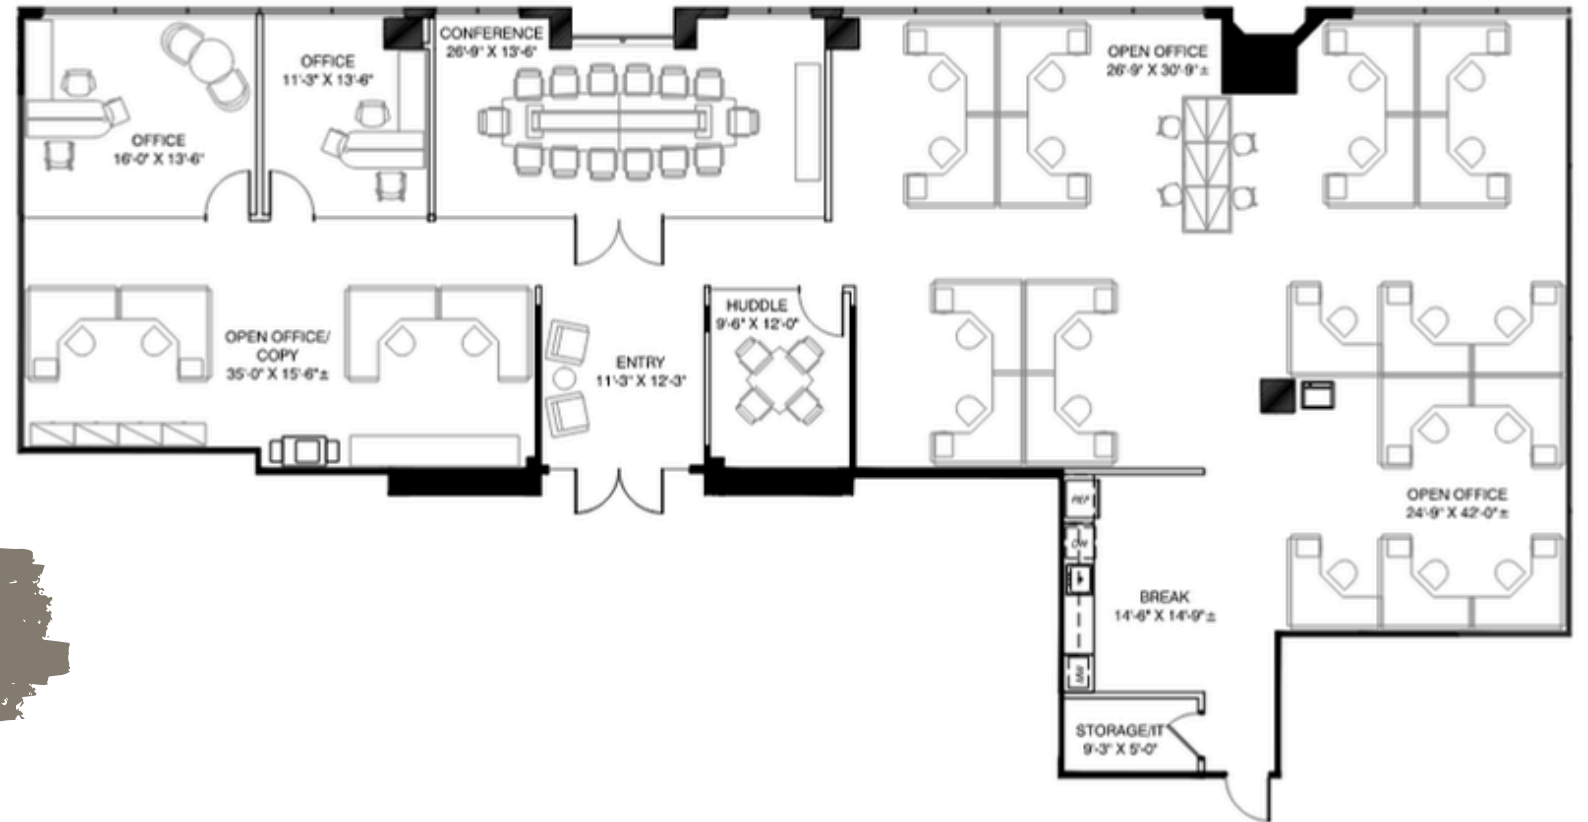 OFFICE
16'-0" X 13'-6"
OFFICE
11'-3" X 13'-6"
CONFERENCE
26'-9" X 13'-6"
OPEN OFFICE
26'-9" X 30'-9"±
OPEN OFFICE/
COPY
35'-0" X 15'-6"±
ENTRY
11'-3" X 12'-3"
HUDDLE
9'-6" X 12'-0"
OPEN OFFICE
24'-9" X 42'-0"±
REF
DW
BREAK
14'-6" X 14'-9"±
MW
STORAGE/IT
9'-3" X 5'-0"